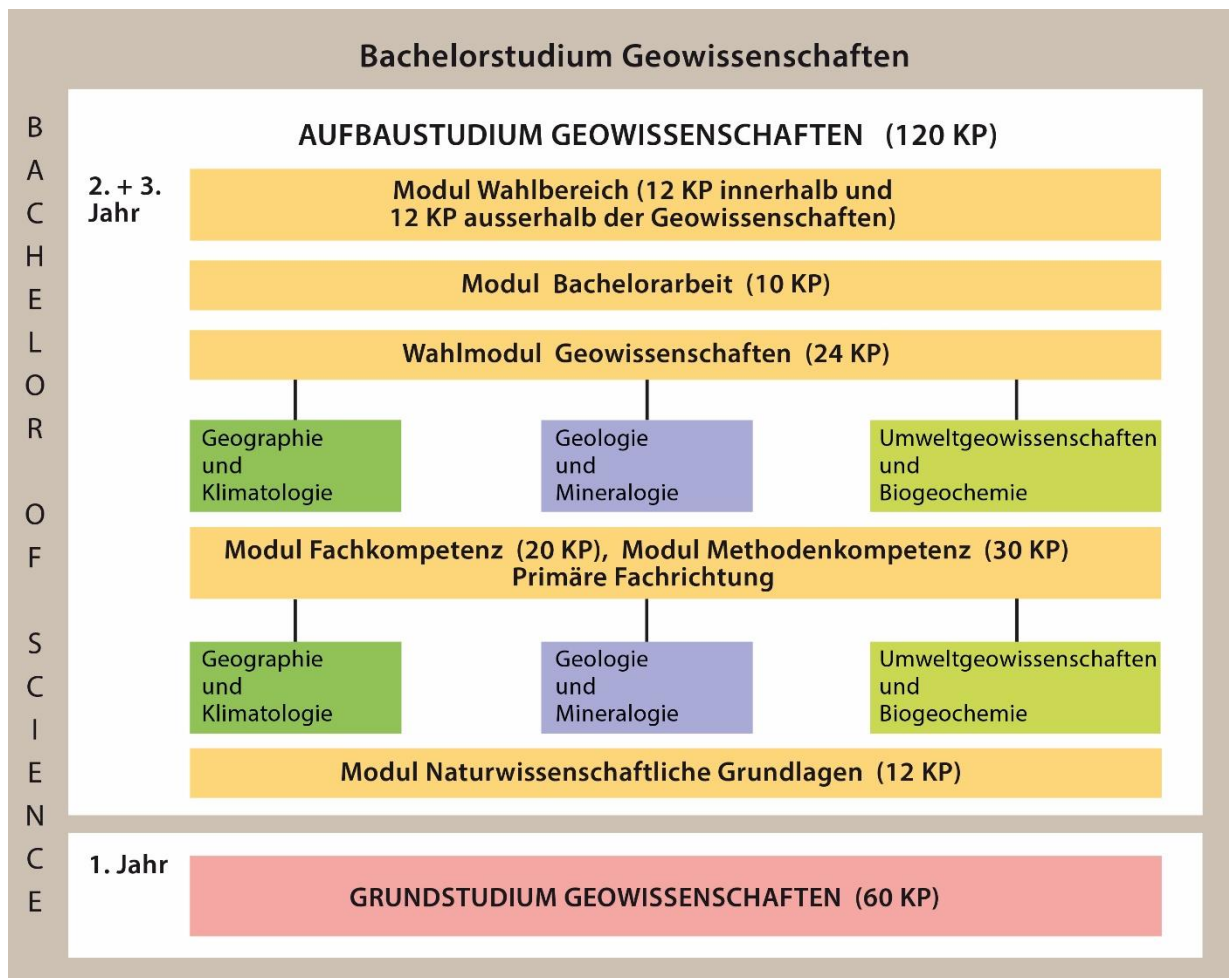 Bachelorstudium Geowissenschaften
BACHELOR OF SCIENCE
AUFBAUSTUDIUM GEOWISSENSCHAFTEN (120 KP)
2. + 3.
Jahr
Modul Wahlbereich (12 KP innerhalb und
12 KP ausserhalb der Geowissenschaften)
Modul Bachelorarbeit (10 KP)
Wahlmodul Geowissenschaften (24 KP)
Geographie
und
Klimatologie
Geologie
und
Mineralogie
Umweltgeowissenschaften
und
Biogeochemie
Modul Fachkompetenz (20 KP), Modul Methodenkompetenz (30 KP)
Primäre Fachrichtung
Geographie
und
Klimatologie
Geologie
und
Mineralogie
Umweltgeowissenschaften
und
Biogeochemie
Modul Naturwissenschaftliche Grundlagen (12 KP)
1. Jahr
GRUNDSTUDIUM GEOWISSENSCHAFTEN (60 KP)